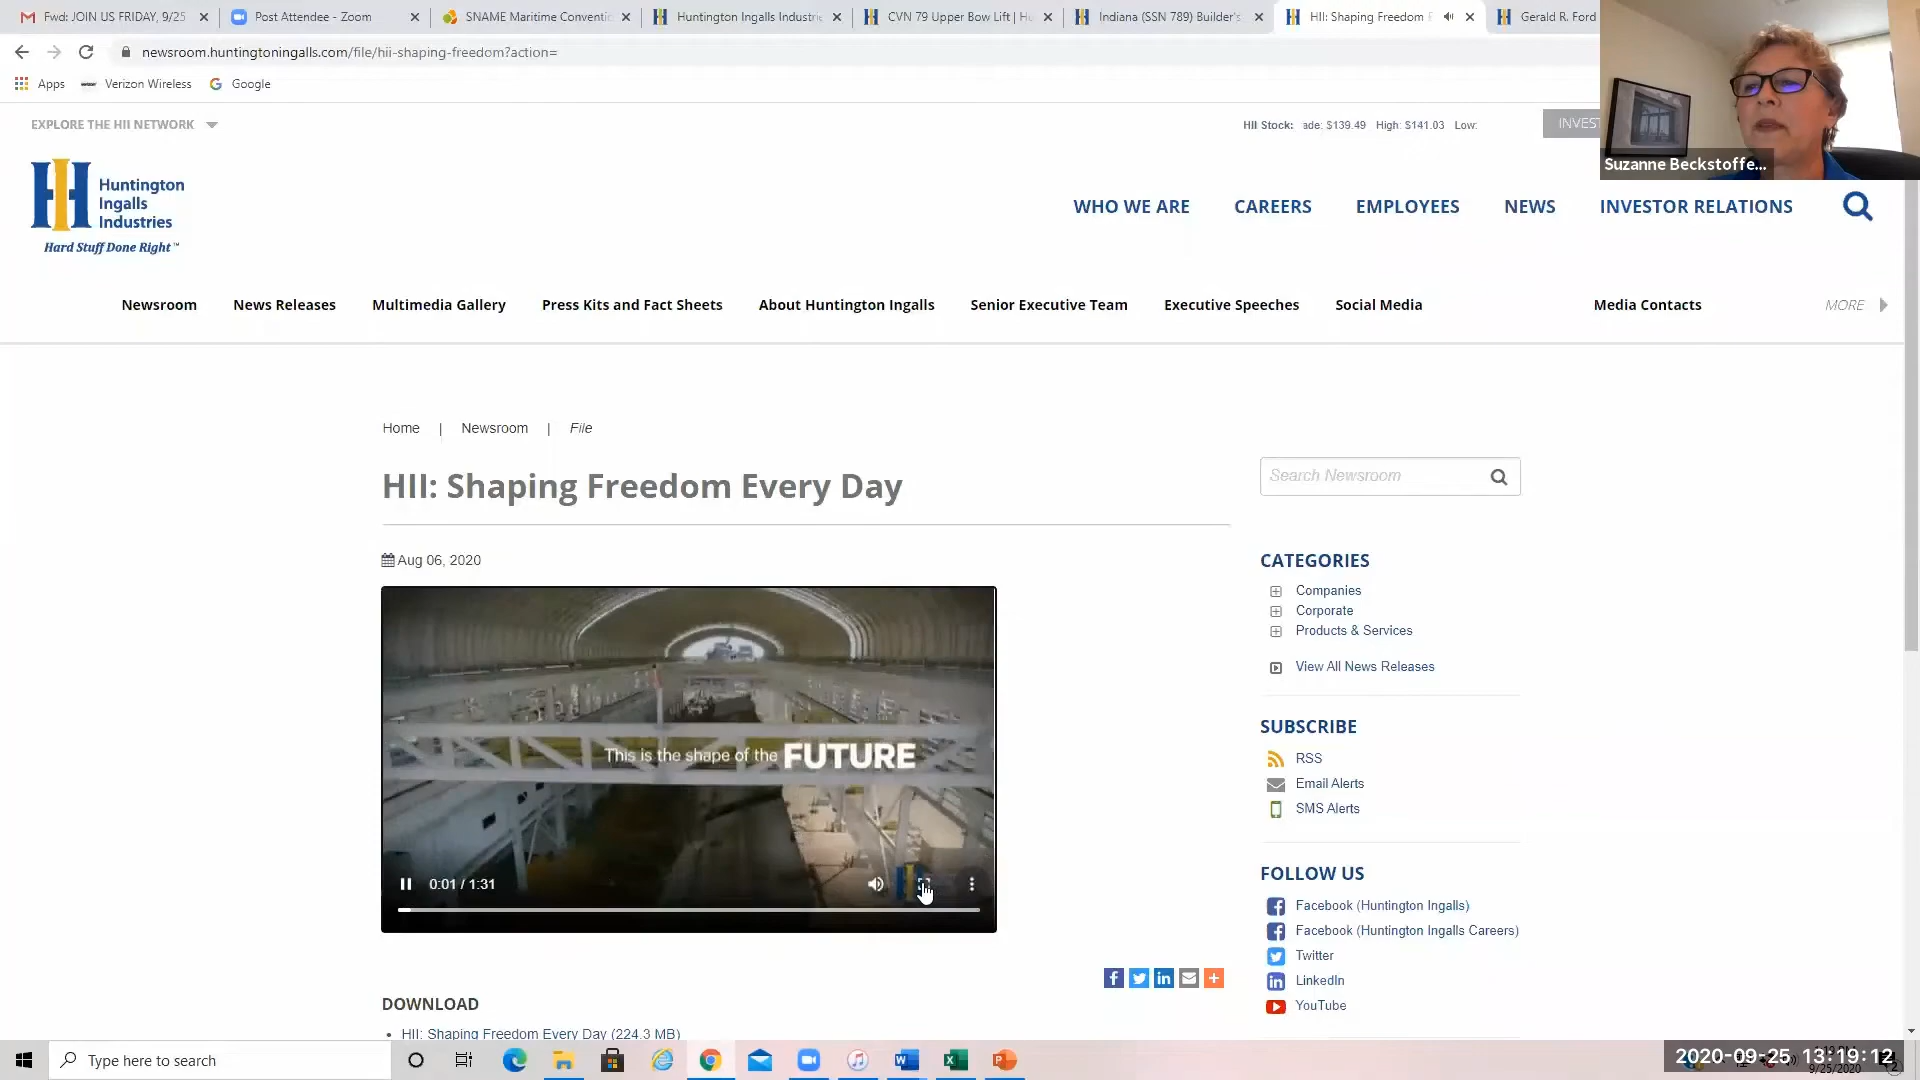 Fwd: JOIN US FRIDAY, 9/25
Post Attendee - Zoom
SNAME Maritime Conventio
Huntington Ingalls Industrie
CVN 79 Upper Bow Lift | Hu
Indiana (SSN 789) Builder's
HII: Shaping Freedom E
Gerald R. Ford
newsroom.huntingtoningalls.com/file/hii-shaping-freedom?action=
Apps
Verizon Wireless
Google
EXPLORE THE HII NETWORK
HII Stock: ade: $139.49 High: $141.03 Low:
INVEST
Suzanne Beckstoffe...
Huntington
Ingalls
Industries
Hard Stuff Done Right™
WHO WE ARE
CAREERS
EMPLOYEES
NEWS
INVESTOR RELATIONS
Newsroom
News Releases
Multimedia Gallery
Press Kits and Fact Sheets
About Huntington Ingalls
Senior Executive Team
Executive Speeches
Social Media
Media Contacts
MORE
Home | Newsroom | File
HII: Shaping Freedom Every Day
Aug 06, 2020
This is the shape of the FUTURE
0:01 / 1:31
DOWNLOAD
• HII: Shaping Freedom Every Day (224.3 MB)
Search Newsroom
CATEGORIES
Companies
Corporate
Products & Services
View All News Releases
SUBSCRIBE
RSS
Email Alerts
SMS Alerts
FOLLOW US
Facebook (Huntington Ingalls)
Facebook (Huntington Ingalls Careers)
Twitter
LinkedIn
YouTube
Type here to search
2020-09-25 13:19:12
9/25/2020